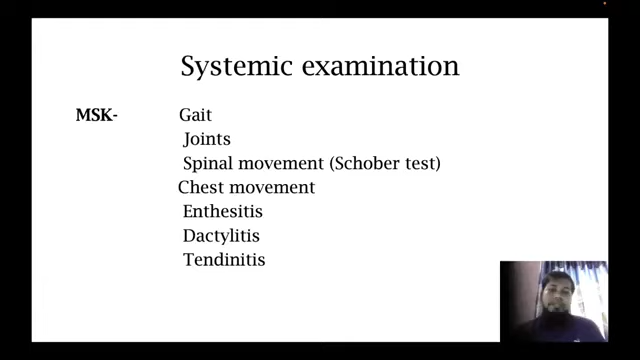 Systemic examination
MSK- Gait
Joints
Spinal movement (Schober test)
Chest movement
Enthesitis
Dactylitis
Tendinitis